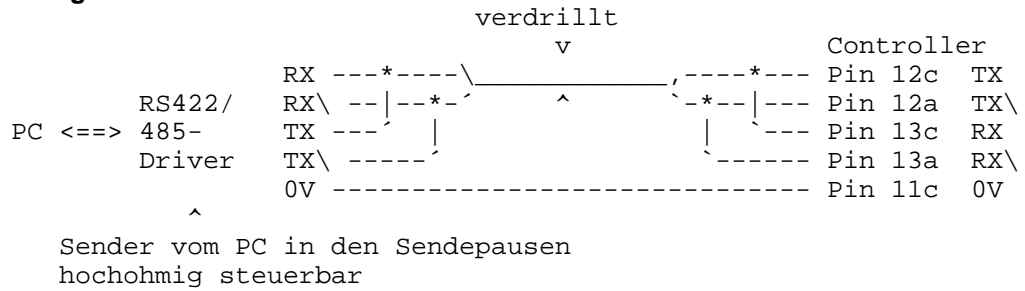 verdrillt
v Controller
RX ---*----\______________,----*--- Pin 12c TX
RS422/ RX\ --|--*-´ ^ `-*--|--- Pin 12a TX\
PC <==> 485- TX ---´ | | `--- Pin 13c RX
Driver TX\ -----´ `------ Pin 13a RX\
0V ------------------------------ Pin 11c 0V
^
Sender vom PC in den Sendepausen
hochohmig steuerbar